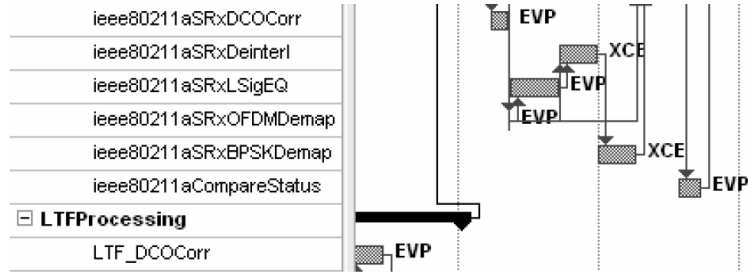 ieee80211aSRxDCOCorr EVP
ieee80211aSRxDeinterl XCE
ieee80211aSRxLSigEQ EVP
ieee80211aSRxOFDMDemap EVP
ieee80211aSRxBPSKDemap XCE
ieee80211aCompareStatus EVP
LTFProcessing
LTF_DCOCorr EVP